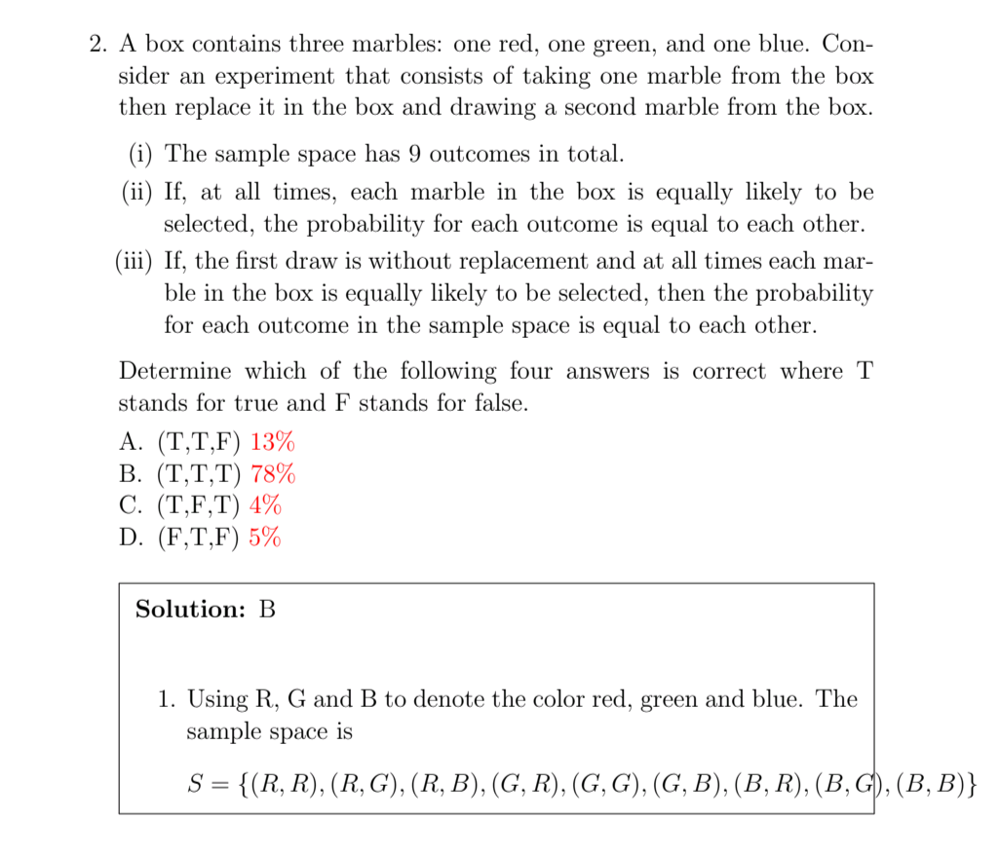 2. A box contains three marbles: one red, one green, and one blue. Con-
sider an experiment that consists of taking one marble from the box
then replace it in the box and drawing a second marble from the box.
(i) The sample space has 9 outcomes in total.
(ii) If, at all times, each marble in the box is equally likely to be
selected, the probability for each outcome is equal to each other.
(iii) If, the first draw is without replacement and at all times each mar-
ble in the box is equally likely to be selected, then the probability
for each outcome in the sample space is equal to each other.
Determine which of the following four answers is correct where T
stands for true and F stands for false.
A. (T,T,F) 13%
B. (T,T,T) 78%
C. (T,F,T) 4%
D. (F,T,F) 5%
Solution: B
1. Using R, G and B to denote the color red, green and blue. The
sample space is
S = {(R, R), (R, G), (R, B), (G, R), (G, G), (G, B), (B, R), (B, G), (B, B)}